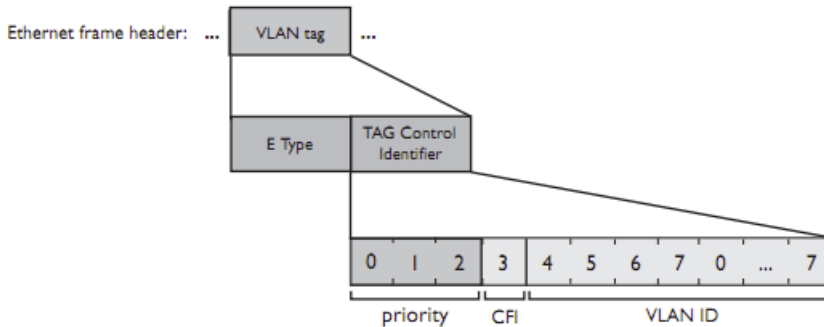 Ethernet frame header: ... VLAN tag ...
E Type TAG Control
Identifier
0 1 2 3 4 5 6 7 0 ... 7
priority CFI VLAN ID